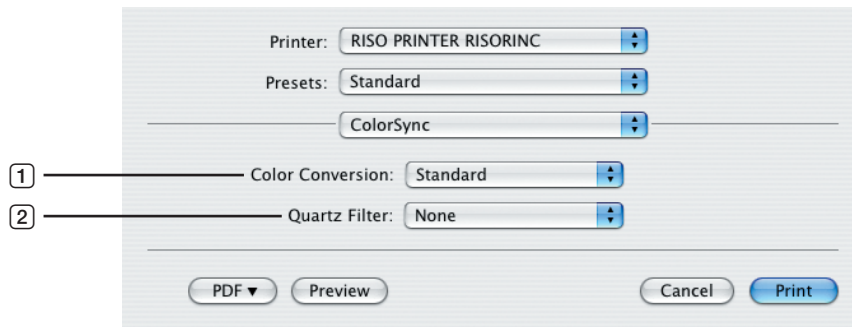 Printer: RISO PRINTER RISORINC
Presets: Standard
ColorSync
1 Color Conversion: Standard
2 Quartz Filter: None
PDF ▼ Preview Cancel Print